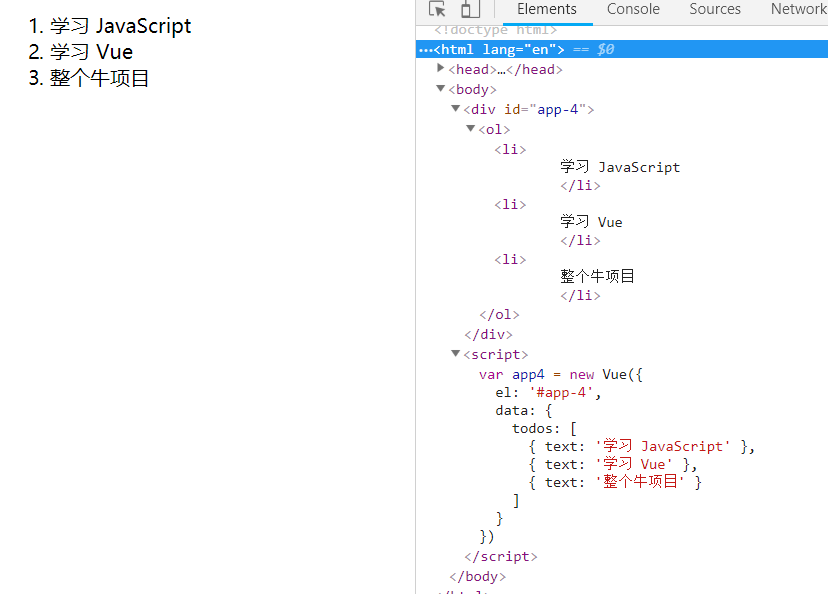 1. 学习 JavaScript
2. 学习 Vue
3. 整个牛项目
Elements Console Sources Network
<!doctype html>
…<html lang="en"> == $0
<head>…</head>
<body>
<div id="app-4">
<ol>
<li>
学习 JavaScript
</li>
<li>
学习 Vue
</li>
<li>
整个牛项目
</li>
</ol>
</div>
<script>
var app4 = new Vue({
el: '#app-4',
data: {
todos: [
{ text: '学习 JavaScript' },
{ text: '学习 Vue' },
{ text: '整个牛项目' }
]
}
})
</script>
</body>